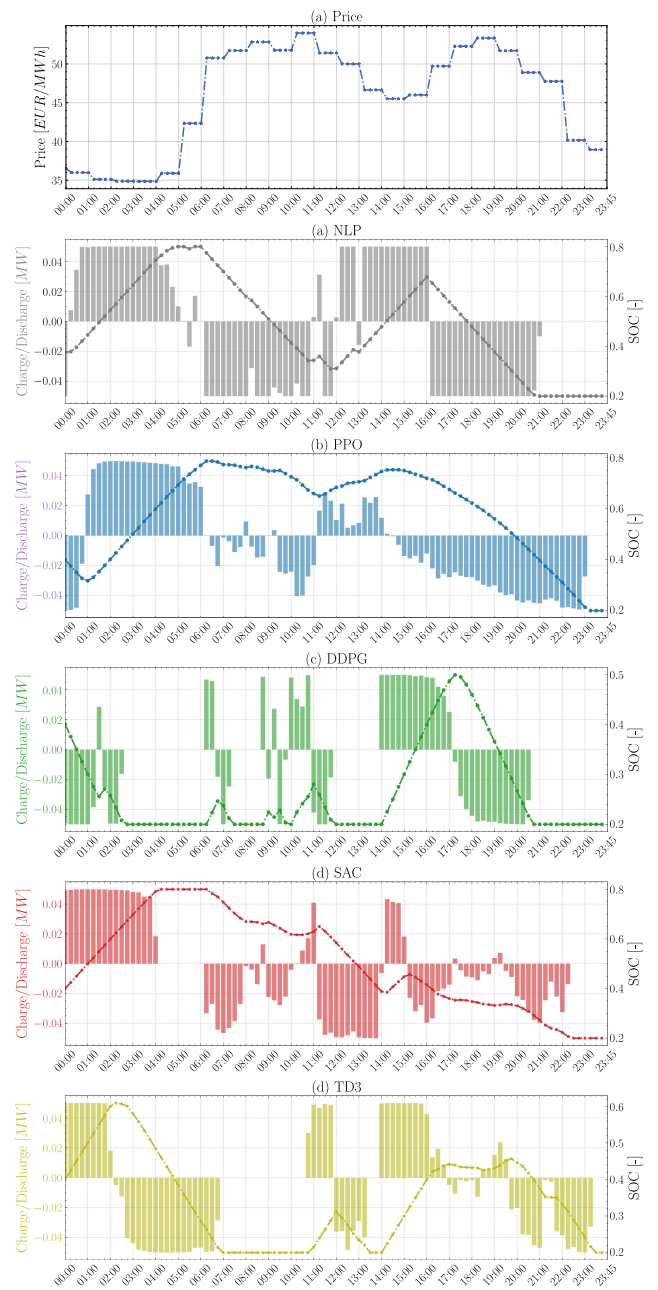 (a) Price
Price [EUR/MWh]
50
45
40
35
00:00 01:00 02:00 03:00 04:00 05:00 06:00 07:00 08:00 09:00 10:00 11:00 12:00 13:00 14:00 15:00 16:00 17:00 18:00 19:00 20:00 21:00 22:00 23:00 23:45
(a) NLP
Charge/Discharge [MW]
0.04
0.02
0.00
−0.02
−0.04
0.8
0.6
0.4
0.2
SOC [-]
00:00 01:00 02:00 03:00 04:00 05:00 06:00 07:00 08:00 09:00 10:00 11:00 12:00 13:00 14:00 15:00 16:00 17:00 18:00 19:00 20:00 21:00 22:00 23:00 23:45
(b) PPO
Charge/Discharge [MW]
0.04
0.02
0.00
−0.02
−0.04
0.8
0.6
0.4
0.2
SOC [-]
00:00 01:00 02:00 03:00 04:00 05:00 06:00 07:00 08:00 09:00 10:00 11:00 12:00 13:00 14:00 15:00 16:00 17:00 18:00 19:00 20:00 21:00 22:00 23:00 23:45
(c) DDPG
Charge/Discharge [MW]
0.04
0.02
0.00
−0.02
−0.04
0.5
0.4
0.3
0.2
SOC [-]
00:00 01:00 02:00 03:00 04:00 05:00 06:00 07:00 08:00 09:00 10:00 11:00 12:00 13:00 14:00 15:00 16:00 17:00 18:00 19:00 20:00 21:00 22:00 23:00 23:45
(d) SAC
Charge/Discharge [MW]
0.04
0.02
0.00
−0.02
−0.04
0.8
0.6
0.4
0.2
SOC [-]
00:00 01:00 02:00 03:00 04:00 05:00 06:00 07:00 08:00 09:00 10:00 11:00 12:00 13:00 14:00 15:00 16:00 17:00 18:00 19:00 20:00 21:00 22:00 23:00 23:45
(d) TD3
Charge/Discharge [MW]
0.04
0.02
0.00
−0.02
−0.04
0.6
0.5
0.4
0.3
0.2
SOC [-]
00:00 01:00 02:00 03:00 04:00 05:00 06:00 07:00 08:00 09:00 10:00 11:00 12:00 13:00 14:00 15:00 16:00 17:00 18:00 19:00 20:00 21:00 22:00 23:00 23:45